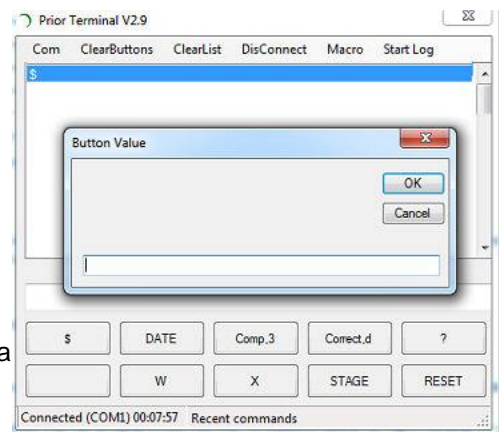 Prior Terminal V2.9
Com ClearButtons ClearList DisConnect Macro Start Log
$
Button Value
OK
Cancel
$ DATE Comp,3 Correct,d ?
a
W X STAGE RESET
Connected (COM1) 00:07:57 Recent commands